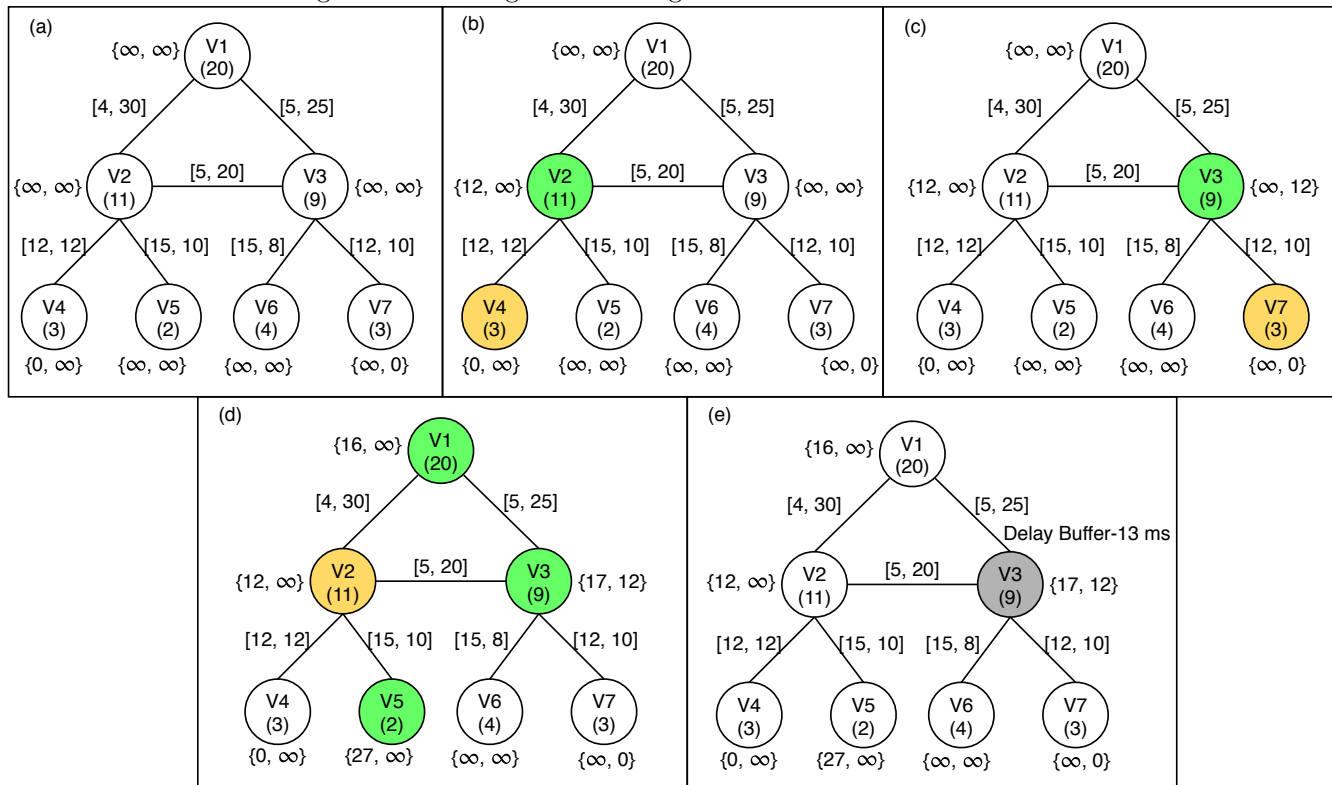 (a)
V1
(20)
{∞, ∞}
[4, 30]
[5, 25]
V2
(11)
{∞, ∞}
[5, 20]
V3
(9)
{∞, ∞}
[12, 12]
[15, 10]
[15, 8]
[12, 10]
V4
(3)
V5
(2)
V6
(4)
V7
(3)
{0, ∞}
{∞, ∞}
{∞, ∞}
{∞, 0}
(b)
V1
(20)
{∞, ∞}
[4, 30]
[5, 25]
V2
(11)
{12, ∞}
[5, 20]
V3
(9)
{∞, ∞}
[12, 12]
[15, 10]
[15, 8]
[12, 10]
V4
(3)
V5
(2)
V6
(4)
V7
(3)
{0, ∞}
{∞, ∞}
{∞, ∞}
{∞, 0}
(c)
V1
(20)
{∞, ∞}
[4, 30]
[5, 25]
V2
(11)
{12, ∞}
[5, 20]
V3
(9)
{∞, 12}
[12, 12]
[15, 10]
[15, 8]
[12, 10]
V4
(3)
V5
(2)
V6
(4)
V7
(3)
{0, ∞}
{∞, ∞}
{∞, ∞}
{∞, 0}
(d)
V1
(20)
{16, ∞}
[4, 30]
[5, 25]
V2
(11)
{12, ∞}
[5, 20]
V3
(9)
{17, 12}
[12, 12]
[15, 10]
[15, 8]
[12, 10]
V4
(3)
V5
(2)
V6
(4)
V7
(3)
{0, ∞}
{27, ∞}
{∞, ∞}
{∞, 0}
(e)
V1
(20)
{16, ∞}
[4, 30]
[5, 25]
Delay Buffer-13 ms
V2
(11)
{12, ∞}
[5, 20]
V3
(9)
{17, 12}
[12, 12]
[15, 10]
[15, 8]
[12, 10]
V4
(3)
V5
(2)
V6
(4)
V7
(3)
{0, ∞}
{27, ∞}
{∞, ∞}
{∞, 0}